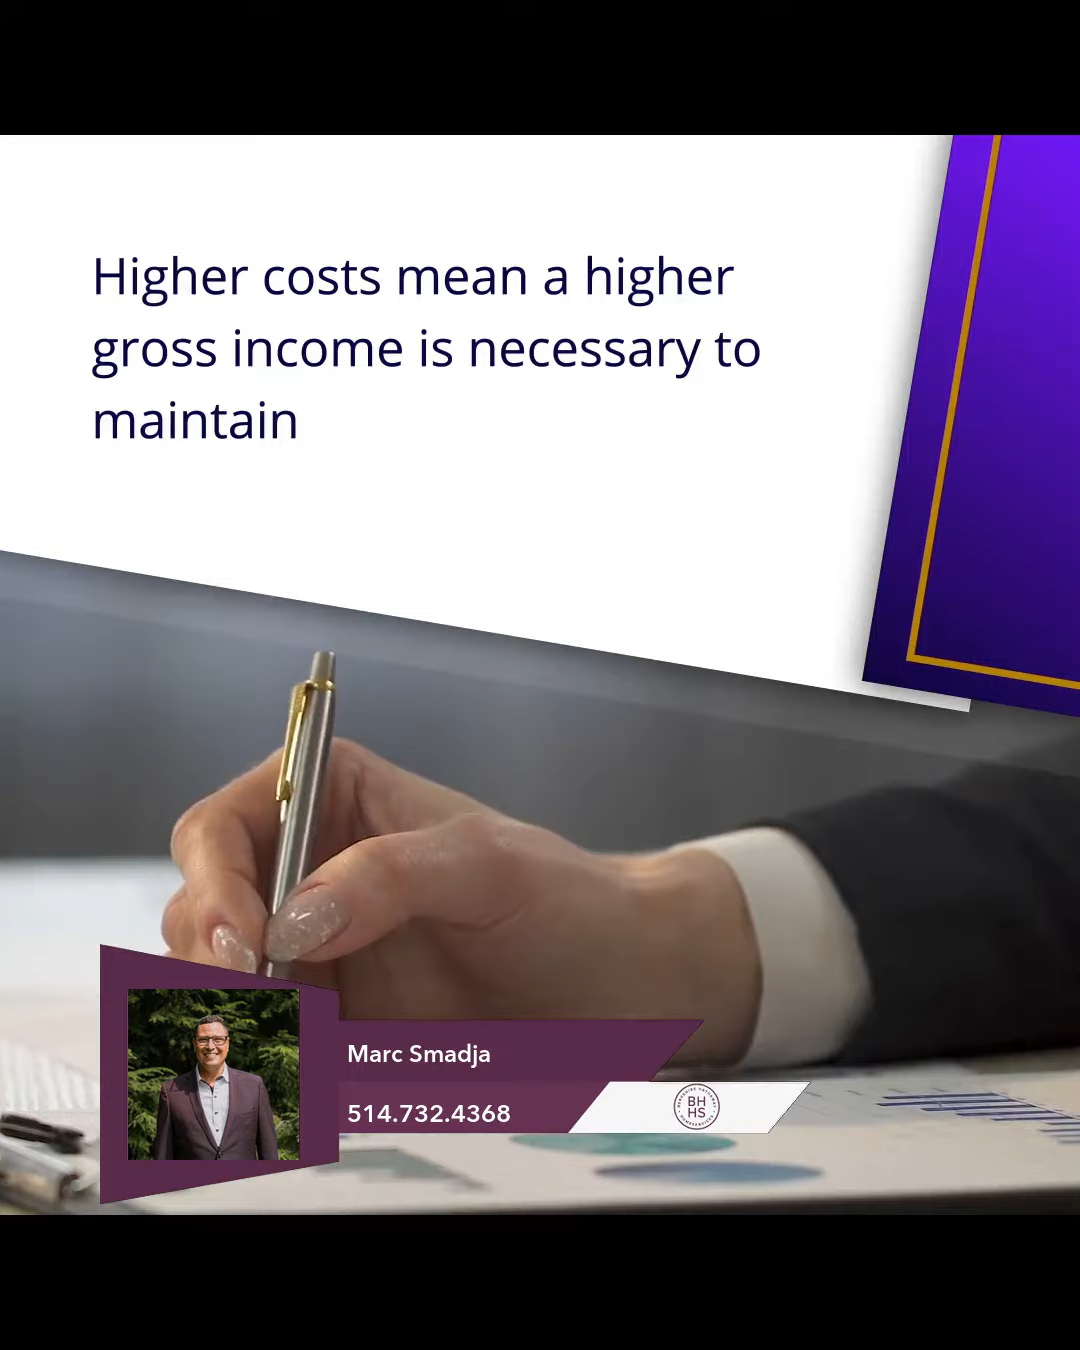 Higher costs mean a higher
gross income is necessary to
maintain
Marc Smadja
514.732.4368
BH
HS